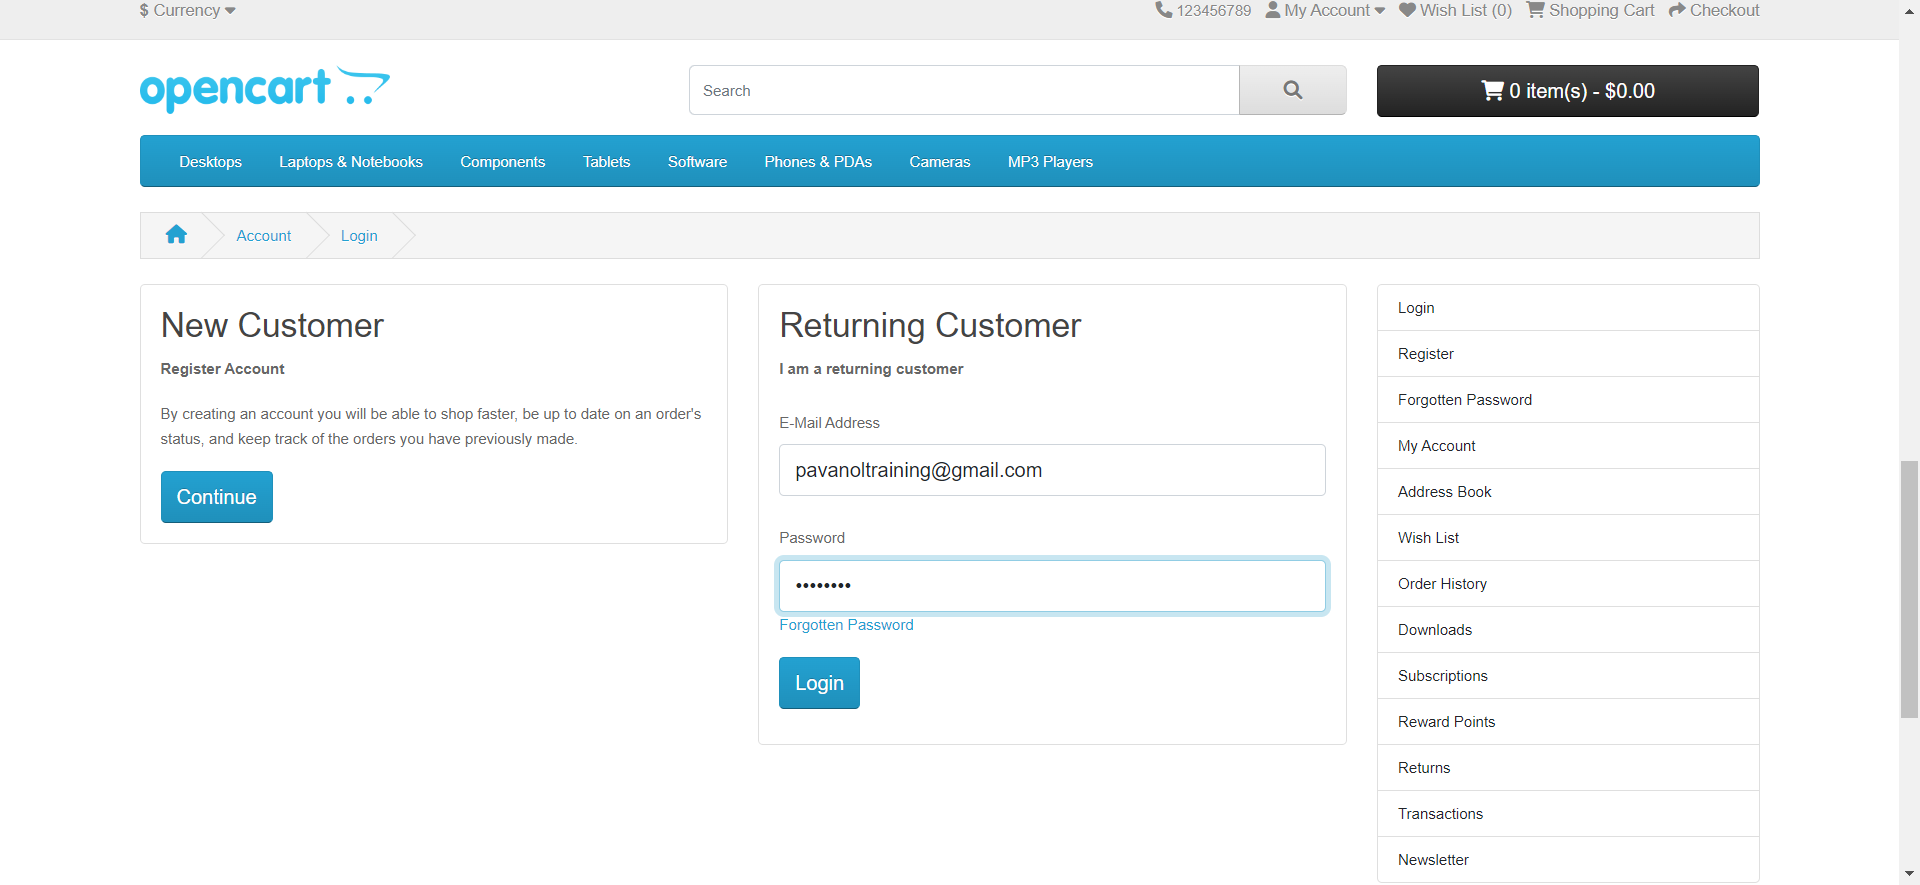 $ Currency
123456789 My Account Wish List (0) Shopping Cart Checkout
opencart
Search
0 item(s) - $0.00
Desktops Laptops & Notebooks Components Tablets Software Phones & PDAs Cameras MP3 Players
Account Login
New Customer
Register Account
By creating an account you will be able to shop faster, be up to date on an order's
status, and keep track of the orders you have previously made.
Continue
Returning Customer
I am a returning customer
E-Mail Address
pavanoltraining@gmail.com
Password
••••••••
Forgotten Password
Login
Login
Register
Forgotten Password
My Account
Address Book
Wish List
Order History
Downloads
Subscriptions
Reward Points
Returns
Transactions
Newsletter